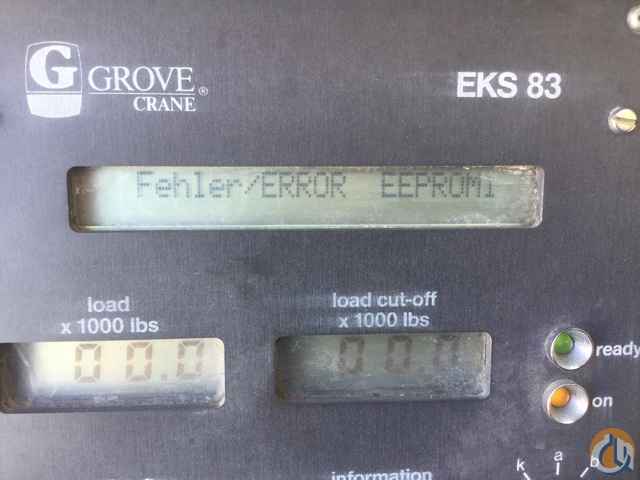 G GROVE®
CRANE
EKS 83
Fehler/ERROR EEPROM1
load
x 1000 lbs
load cut-off
x 1000 lbs
00.0
00.0
ready
on
information
k
a
b